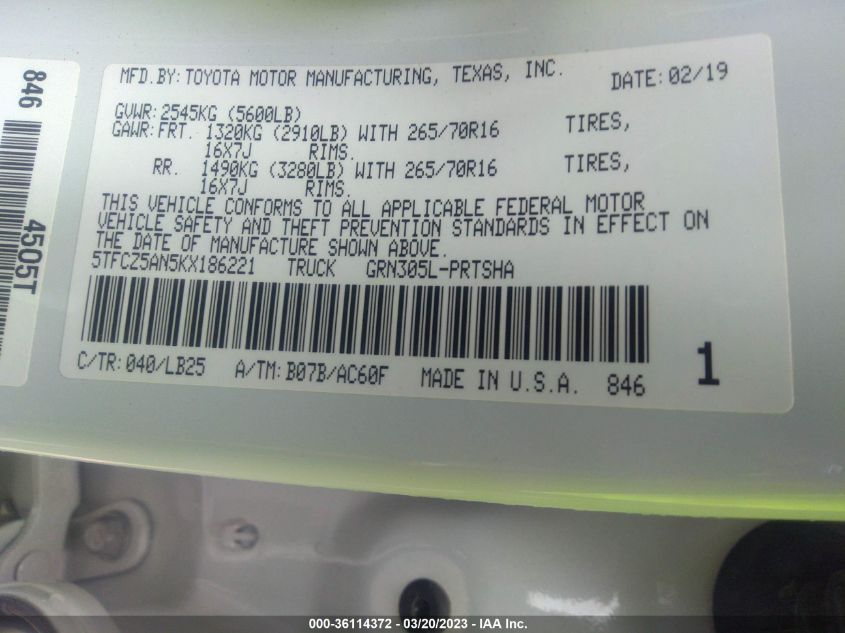 846 4505T
MFD.BY: TOYOTA MOTOR MANUFACTURING, TEXAS, INC. DATE: 02/19
GVWR: 2545KG (5600LB)
GAWR: FRT. 1320KG (2910LB) WITH 265/70R16 TIRES,
16X7J RIMS.
RR. 1490KG (3280LB) WITH 265/70R16 TIRES,
16X7J RIMS.
THIS VEHICLE CONFORMS TO ALL APPLICABLE FEDERAL MOTOR
VEHICLE SAFETY AND THEFT PREVENTION STANDARDS IN EFFECT ON
THE DATE OF MANUFACTURE SHOWN ABOVE.
5TFCZ5AN5KX186221 TRUCK GRN305L-PRTSHA
C/TR: 040/LB25 A/TM: B07B/AC60F MADE IN U.S.A. 846 1
000-36114372 - 03/20/2023 - IAA Inc.